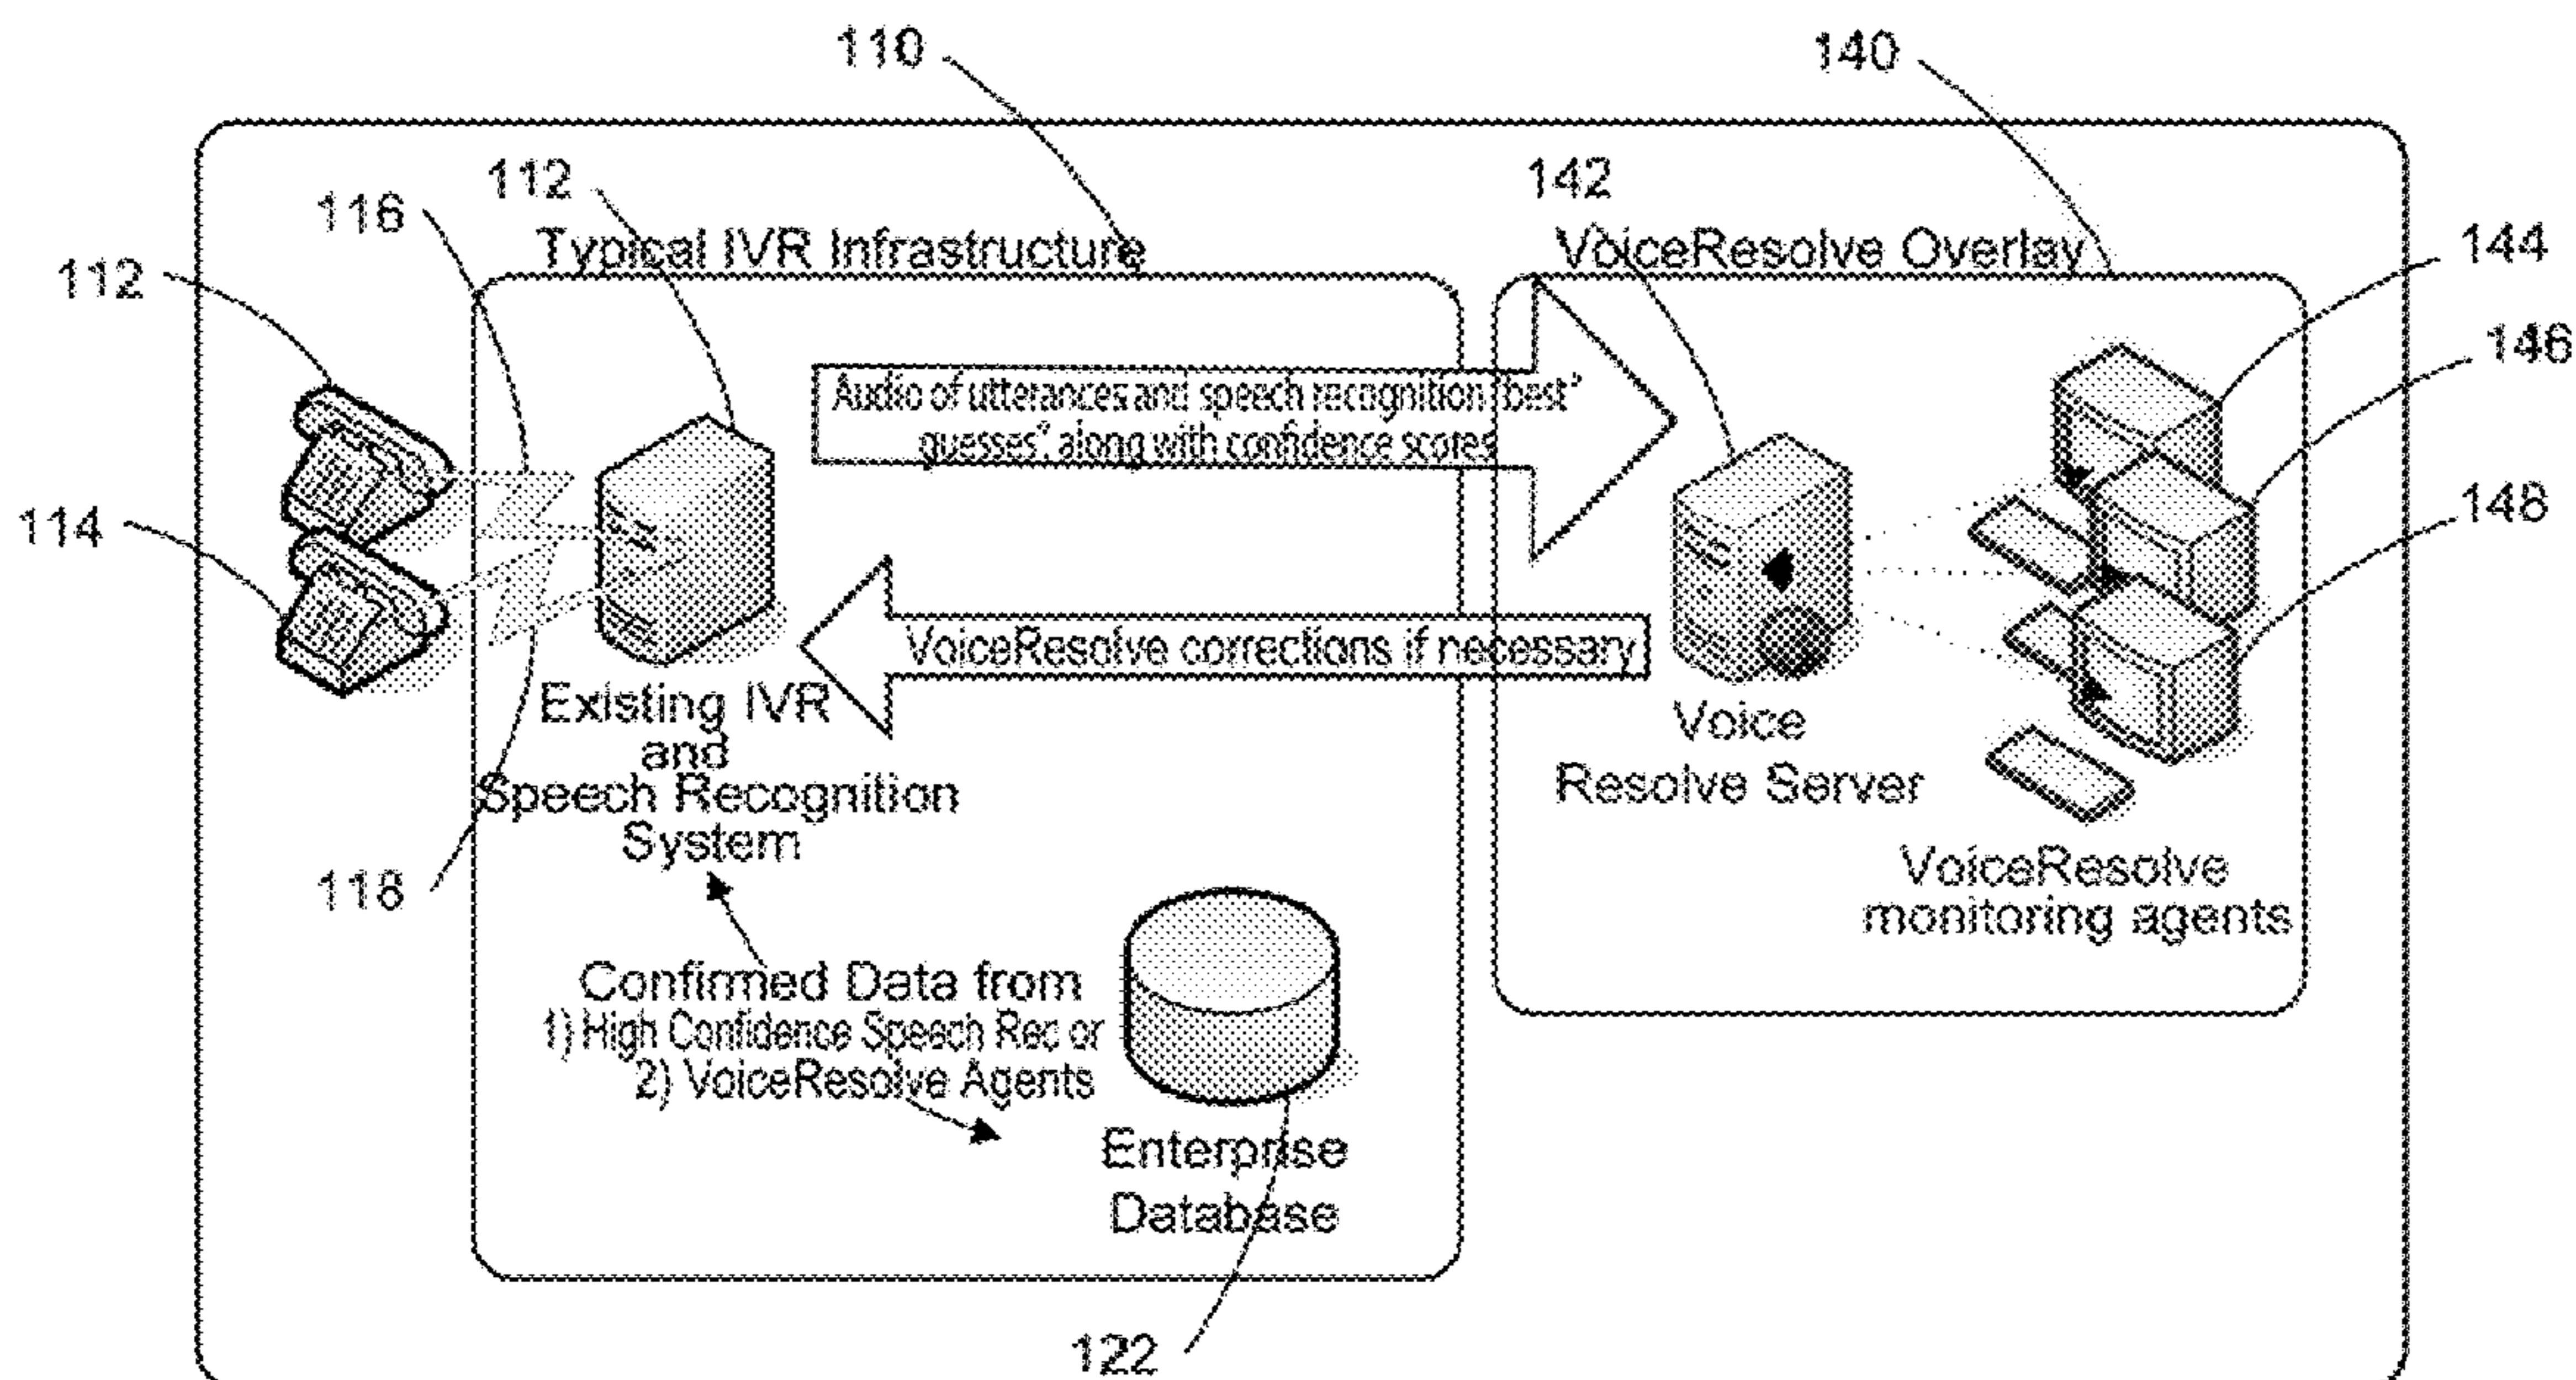 110
140
116
112
142
112
Typical IVR Infrastructure
VoiceResolve Overlay
144
146
Audio of utterances and speech recognition "best"
guesses" along with confidence scores
114
148
VoiceResolve corrections if necessary
Existing IVR
and
Speech Recognition
System
Voice
Resolve Server
118
VoiceResolve
monitoring agents
Confirmed Data from
1) High Confidence Speech Rec or
2) VoiceResolve Agents
Enterprise
Database
122